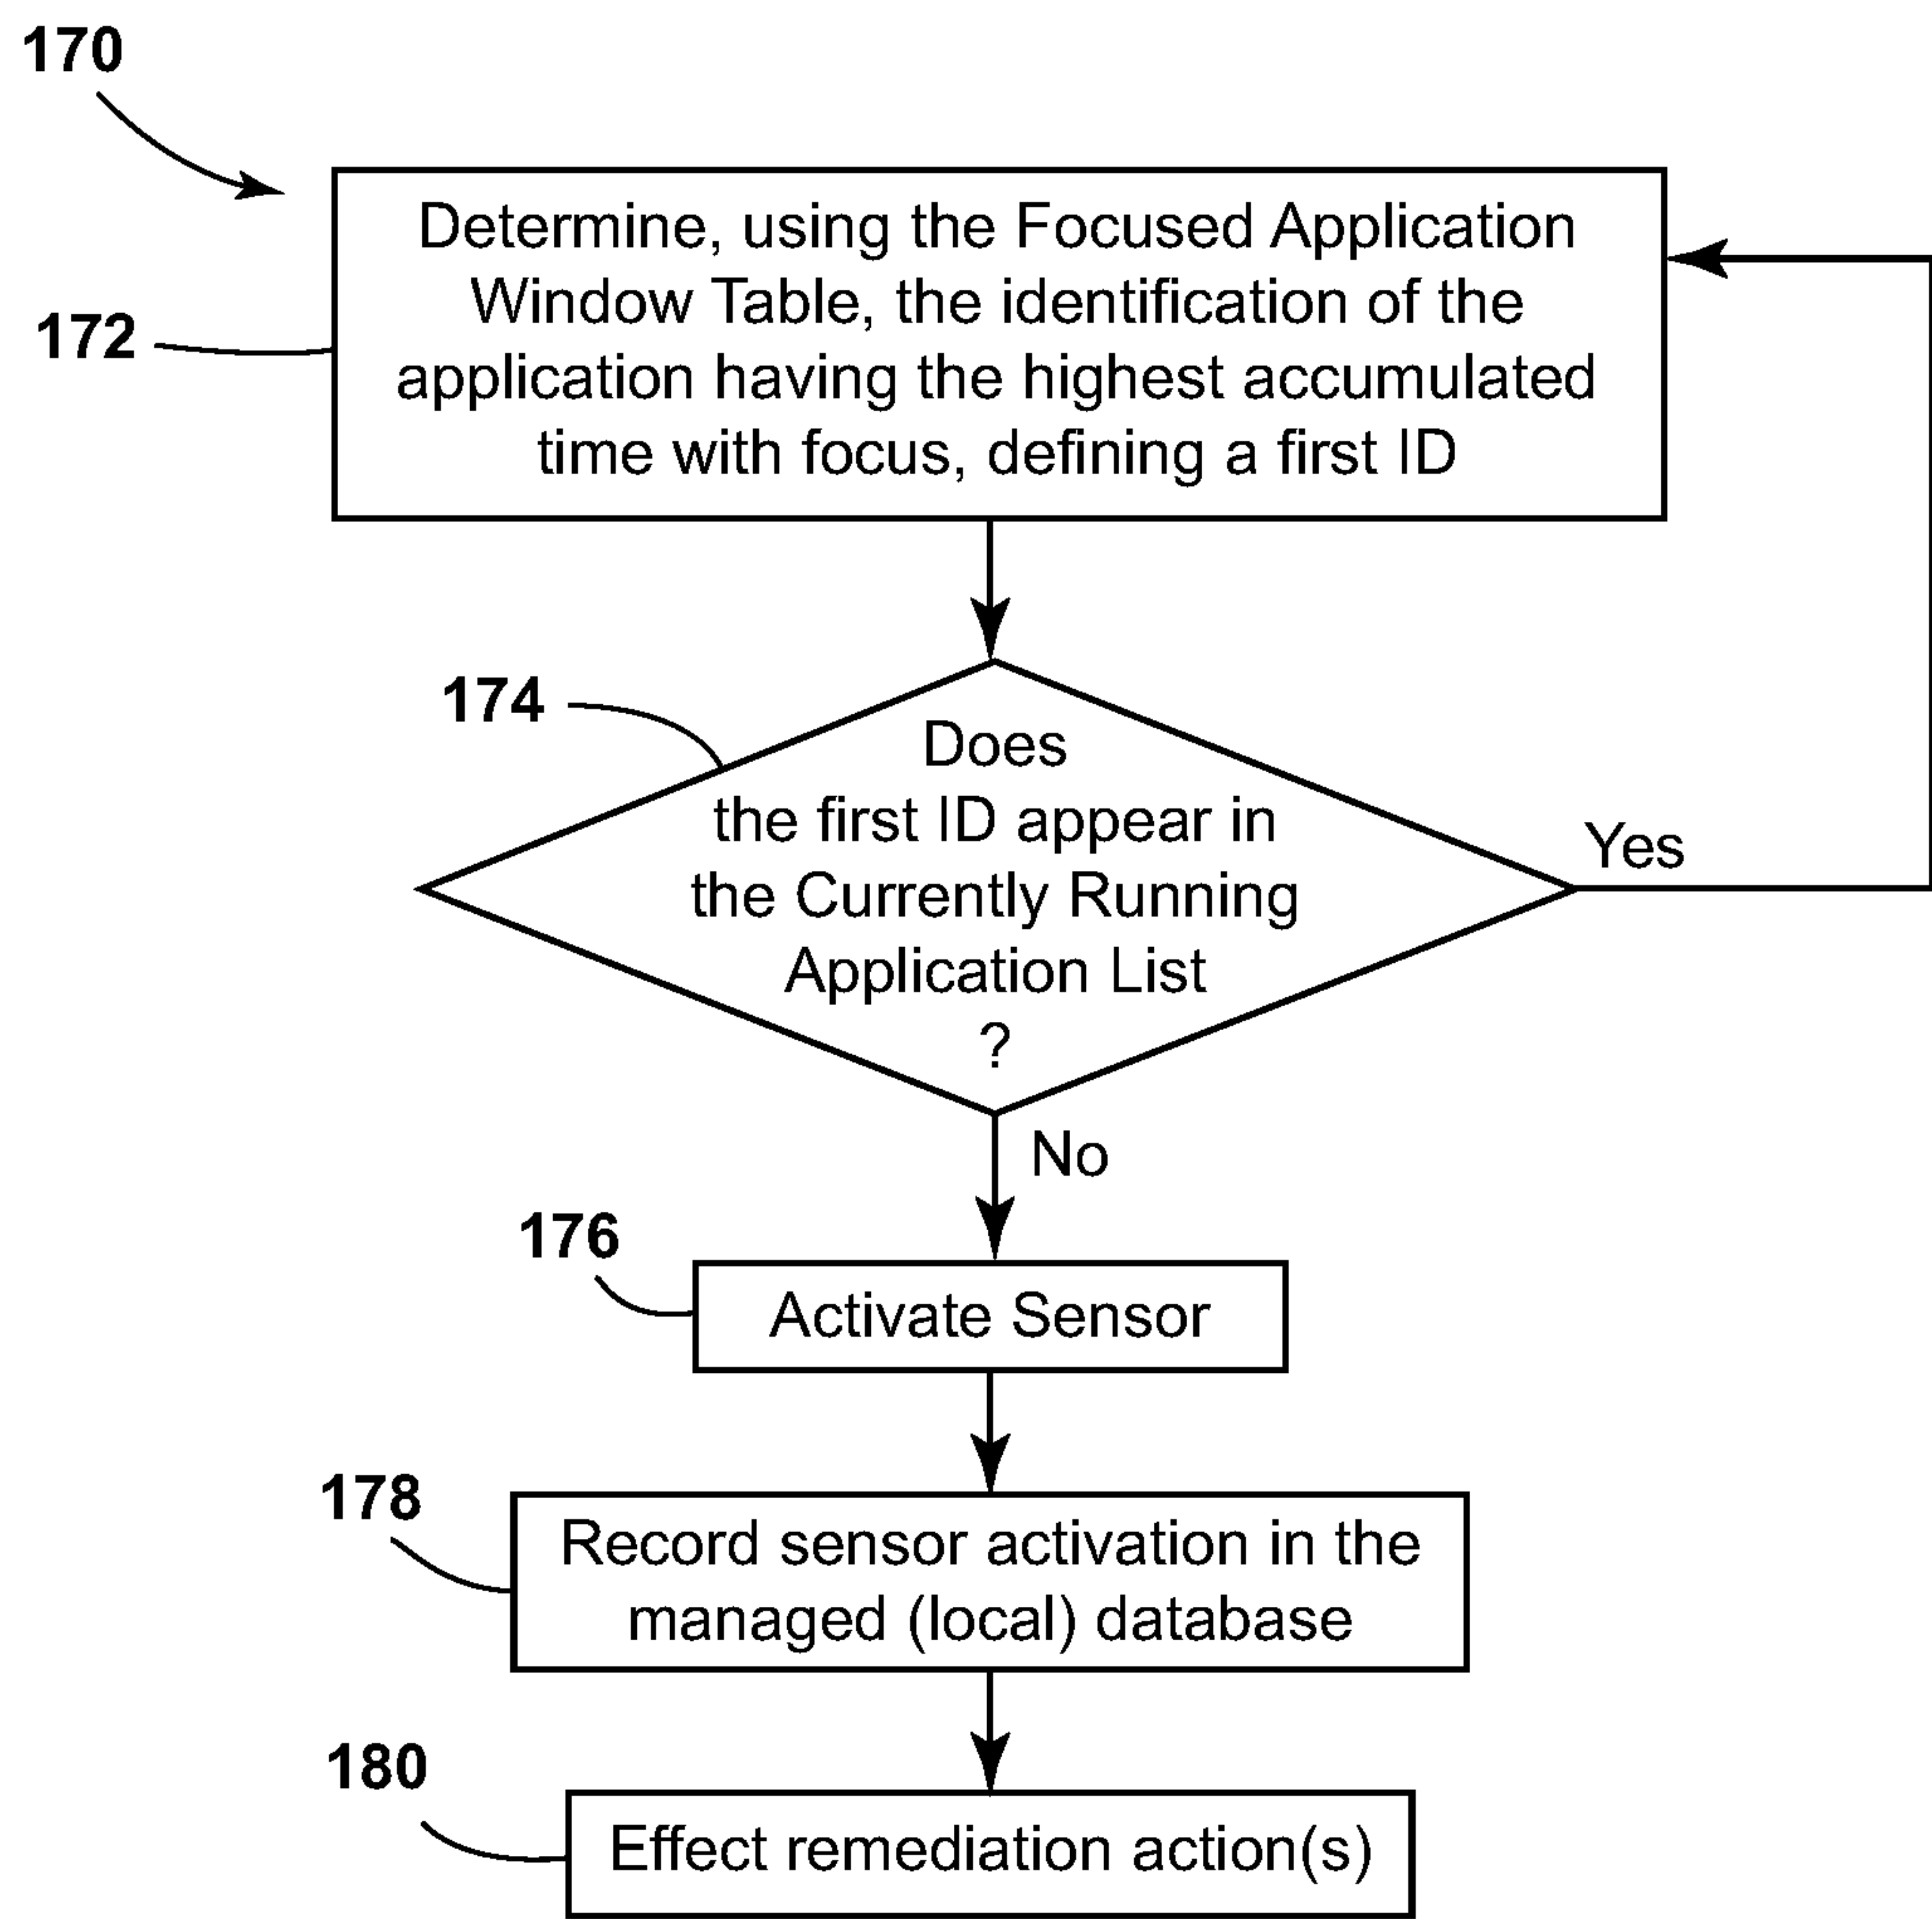 170
Determine, using the Focused Application
Window Table, the identification of the
application having the highest accumulated
time with focus, defining a first ID
172
174
Does
the first ID appear in
the Currently Running
Application List
?
Yes
No
176
Activate Sensor
178
Record sensor activation in the
managed (local) database
180
Effect remediation action(s)